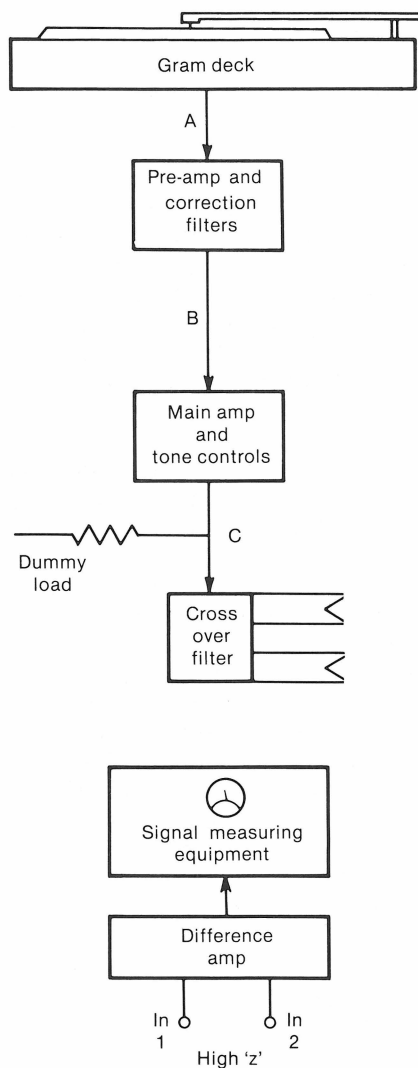 Gram deck
A
Pre-amp and
correction
filters
B
Main amp
and
tone controls
C
Dummy
load
Cross
over
filter
Signal measuring
equipment
Difference
amp
In
1
In
2
High 'z'